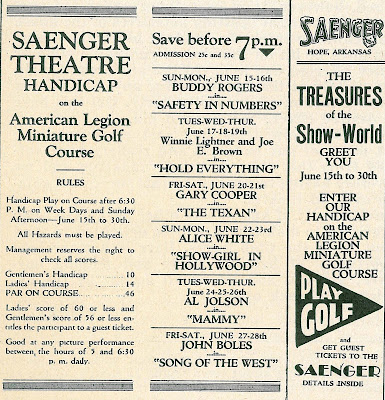 SAENGER
THEATRE
HANDICAP
on the
American Legion
Miniature Golf
Course
RULES
Handicap Play on Course after 6:30
P. M. on Week Days and Sunday
Afternoon—June 15th to 30th.
All Hazards must be played.
Management reserves the right to
check all scores.
Gentlemen's Handicap 10
Ladies' Handicap 14
PAR ON COURSE 46
Ladies' score of 60 or less and
Gentlemen's score of 56 or less en-
titles the participant to a guest ticket.
Good at any picture performance
between the hours of 5 and 6:30
p. m. daily.
Save before 7 p.m.
ADMISSION 25c and 35c
SUN-MON., JUNE 15-16th
BUDDY ROGERS
in
"SAFETY IN NUMBERS"
TUES-WED-THUR.
June 17-18-19th
Winnie Lightner and Joe
E. Brown
in
"HOLD EVERYTHING"
FRI-SAT., JUNE 20-21st
GARY COOPER
in
"THE TEXAN"
SUN-MON., JUNE 22-23rd
ALICE WHITE
in
"SHOW-GIRL IN
HOLLYWOOD"
TUES-WED-THUR.
June 24-25-26th
AL JOLSON
in
"MAMMY"
FRI-SAT., JUNE 27-28th
JOHN BOLES
in
"SONG OF THE WEST"
SAENGER
HOPE, ARKANSAS
THE
TREASURES
of the
Show-World
GREET
YOU
June 15th to 30th
ENTER
OUR
HANDICAP
on the
AMERICAN
LEGION
MINIATURE
GOLF
COURSE
PLAY
GOLF
and
GET GUEST
TICKETS TO THE
SAENGER
DETAILS INSIDE